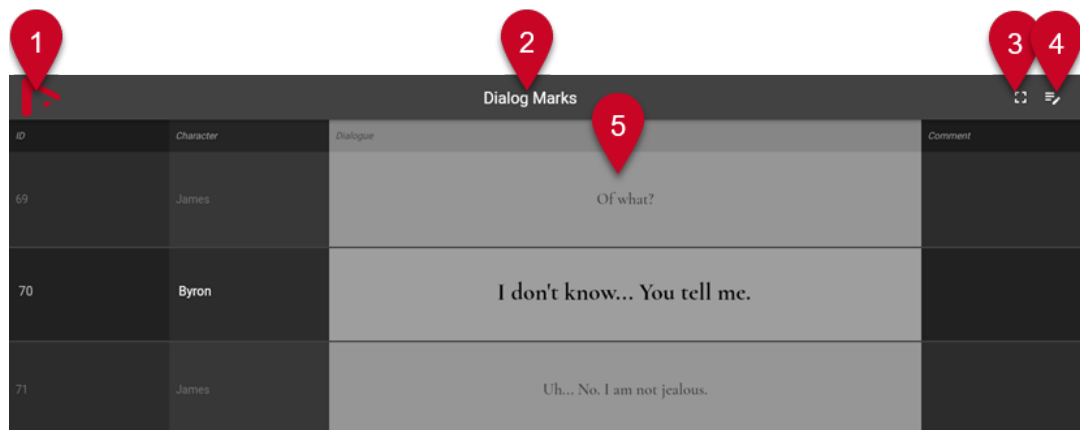 1 2 3 4
Dialog Marks
5
ID Character Dialogue Comment
69 James Of what?
70 Byron I don't know... You tell me.
71 James Uh... No. I am not jealous.